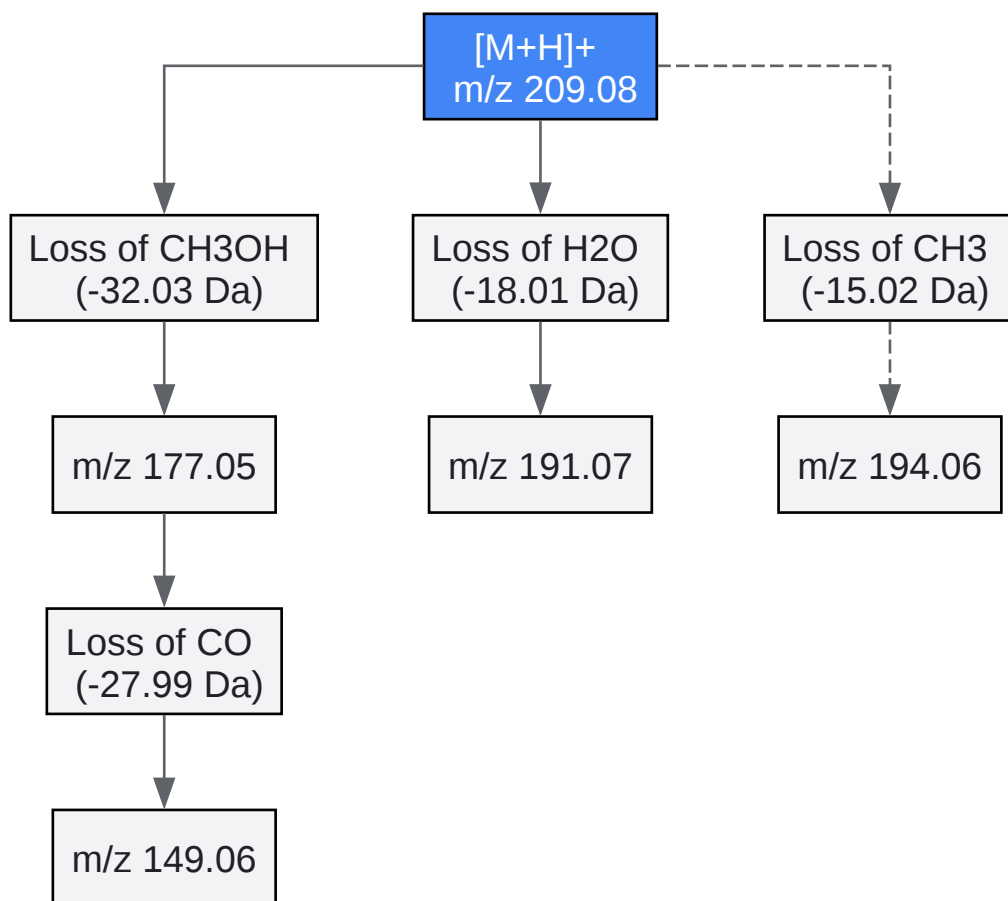 [M+H]+
m/z 209.08
Loss of CH3OH
(-32.03 Da)
Loss of H2O
(-18.01 Da)
Loss of CH3
(-15.02 Da)
m/z 177.05
m/z 191.07
m/z 194.06
Loss of CO
(-27.99 Da)
m/z 149.06